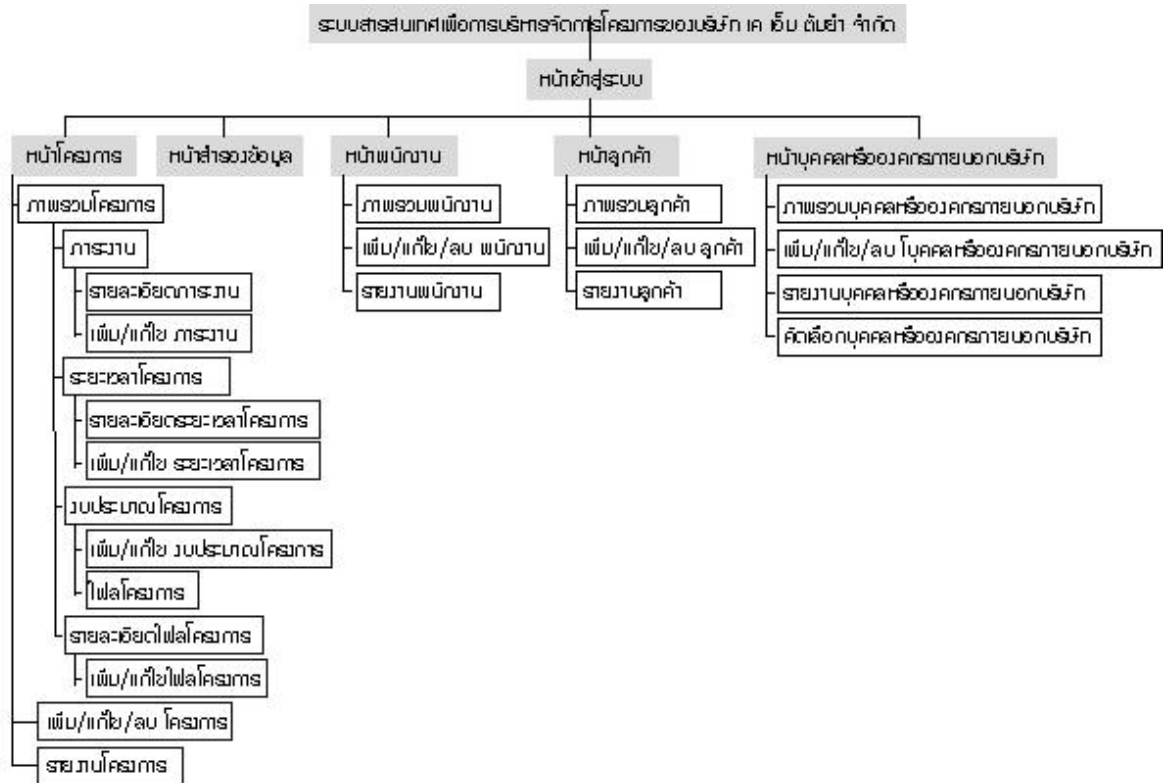 ระบบสารสนเทศเพื่อการบริหารจัดการโครงการของบริษัท เค เอ็ม ต้มยำ จำกัด
หน้าเข้าสู่ระบบ
หน้าโครงการ
หน้าสำรองข้อมูล
หน้าพนักงาน
หน้าลูกค้า
หน้าบุคคลหรือองค์กรภายนอกบริษัท
ภาพรวมโครงการ
ภาระงาน
รายละเอียดภาระงาน
เพิ่ม/แก้ไข ภาระงาน
ระยะเวลาโครงการ
รายละเอียดระยะเวลาโครงการ
เพิ่ม/แก้ไข ระยะเวลาโครงการ
งบประมาณโครงการ
เพิ่ม/แก้ไข งบประมาณโครงการ
ไฟลโครงการ
รายละเอียดไฟลโครงการ
เพิ่ม/แก้ไขไฟลโครงการ
เพิ่ม/แก้ไข/ลบ โครงการ
รายงานโครงการ
ภาพรวมพนักงาน
เพิ่ม/แก้ไข/ลบ พนักงาน
รายงานพนักงาน
ภาพรวมลูกค้า
เพิ่ม/แก้ไข/ลบ ลูกค้า
รายงานลูกค้า
ภาพรวมบุคคลหรือองค์กรภายนอกบริษัท
เพิ่ม/แก้ไข/ลบ โบุคคลหรือองค์กรภายนอกบริษัท
รายงานบุคคลหรือองค์กรภายนอกบริษัท
คัดเลือกบุคคลหรือองค์กรภายนอกบริษัท